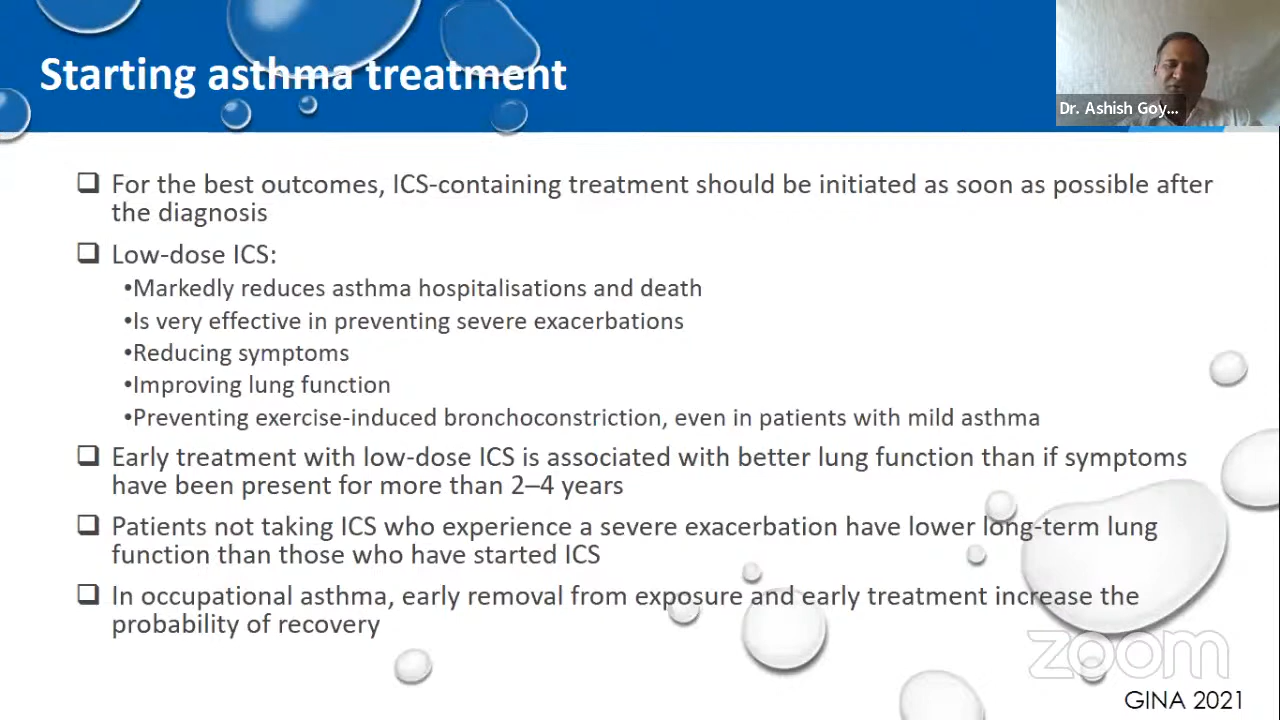 Starting asthma treatment
Dr. Ashish Goy...
❑ For the best outcomes, ICS-containing treatment should be initiated as soon as possible after
the diagnosis
❑ Low-dose ICS:
•Markedly reduces asthma hospitalisations and death
•Is very effective in preventing severe exacerbations
•Reducing symptoms
•Improving lung function
•Preventing exercise-induced bronchoconstriction, even in patients with mild asthma
❑ Early treatment with low-dose ICS is associated with better lung function than if symptoms
have been present for more than 2–4 years
❑ Patients not taking ICS who experience a severe exacerbation have lower long-term lung
function than those who have started ICS
❑ In occupational asthma, early removal from exposure and early treatment increase the
probability of recovery
zoom
GINA 2021